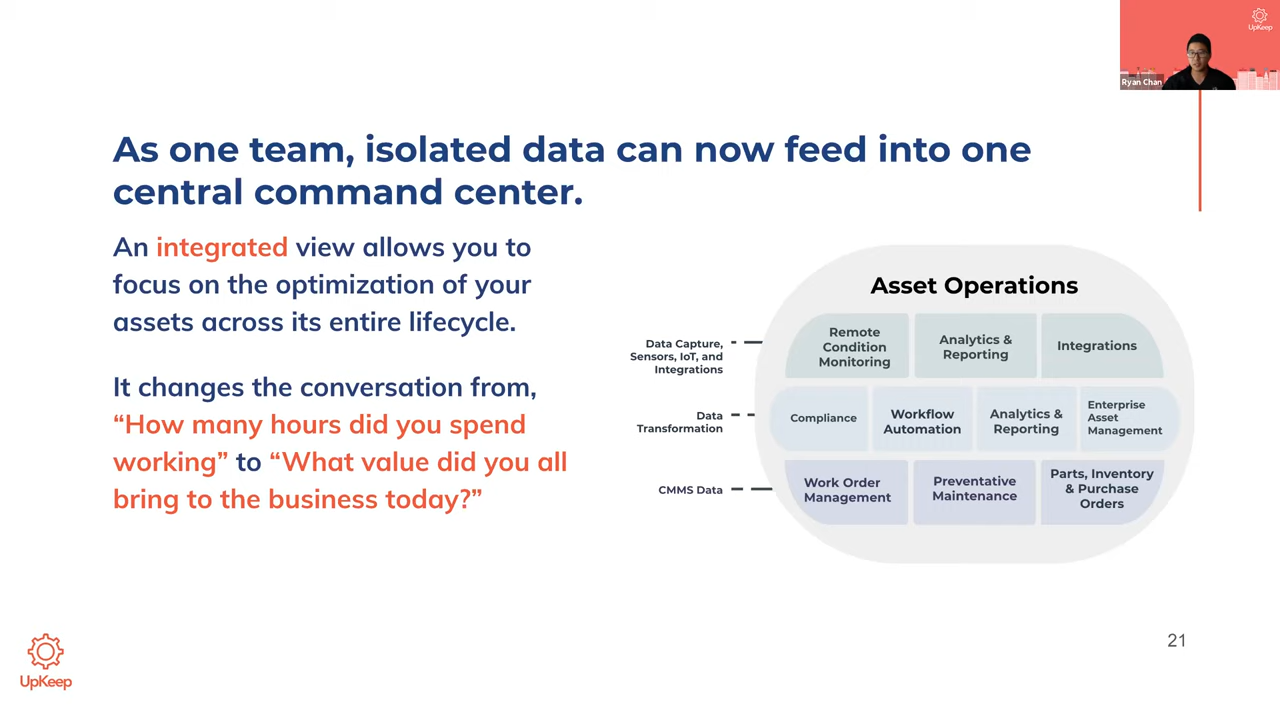 UpKeep
Ryan Chan
As one team, isolated data can now feed into one
central command center.
An integrated view allows you to
focus on the optimization of your
assets across its entire lifecycle.
It changes the conversation from,
“How many hours did you spend
working” to “What value did you all
bring to the business today?”
Asset Operations
Data Capture,
Sensors, IoT, and
Integrations
Remote
Condition
Monitoring
Analytics &
Reporting
Integrations
Data
Transformation
Compliance
Workflow
Automation
Analytics &
Reporting
Enterprise
Asset
Management
CMMS Data
Work Order
Management
Preventative
Maintenance
Parts, Inventory
& Purchase
Orders
21
UpKeep